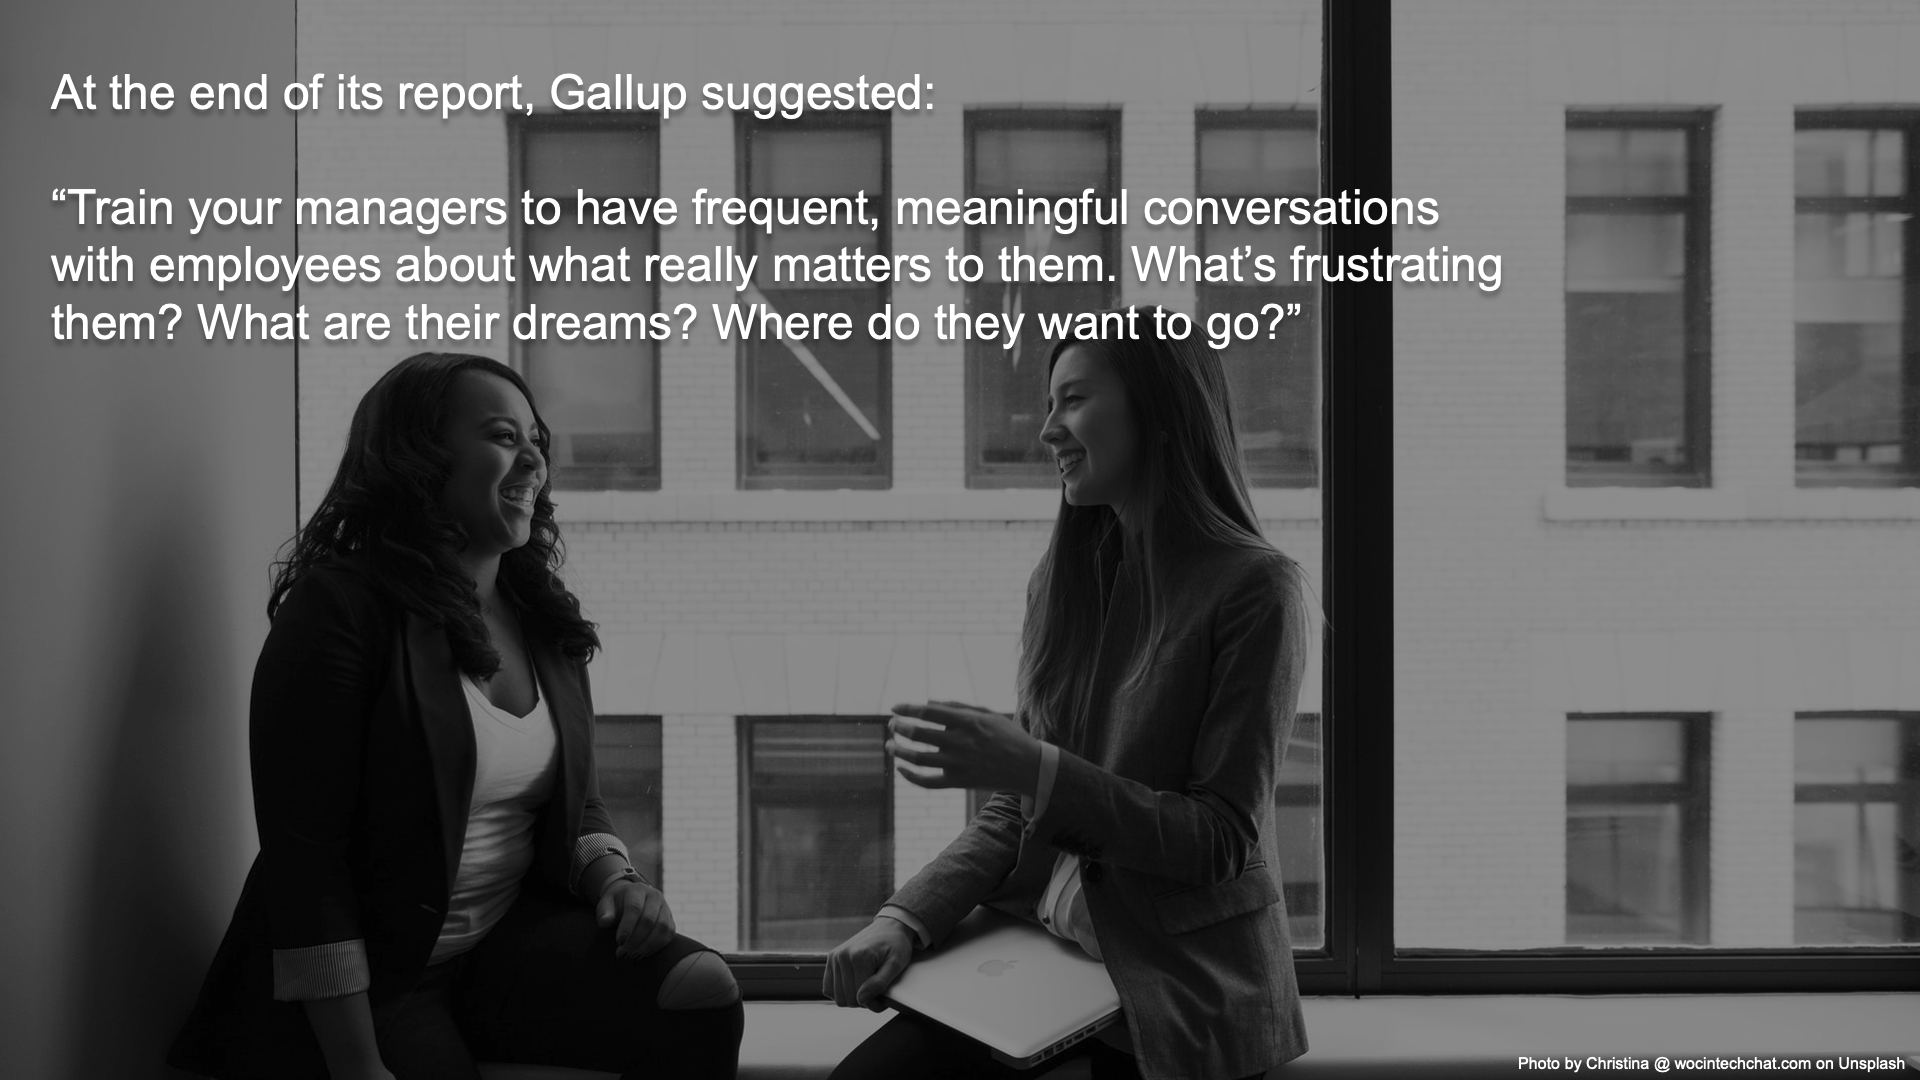 At the end of its report, Gallup suggested:
“Train your managers to have frequent, meaningful conversations
with employees about what really matters to them. What’s frustrating
them? What are their dreams? Where do they want to go?”
Photo by Christina @ wocintechchat.com on Unsplash